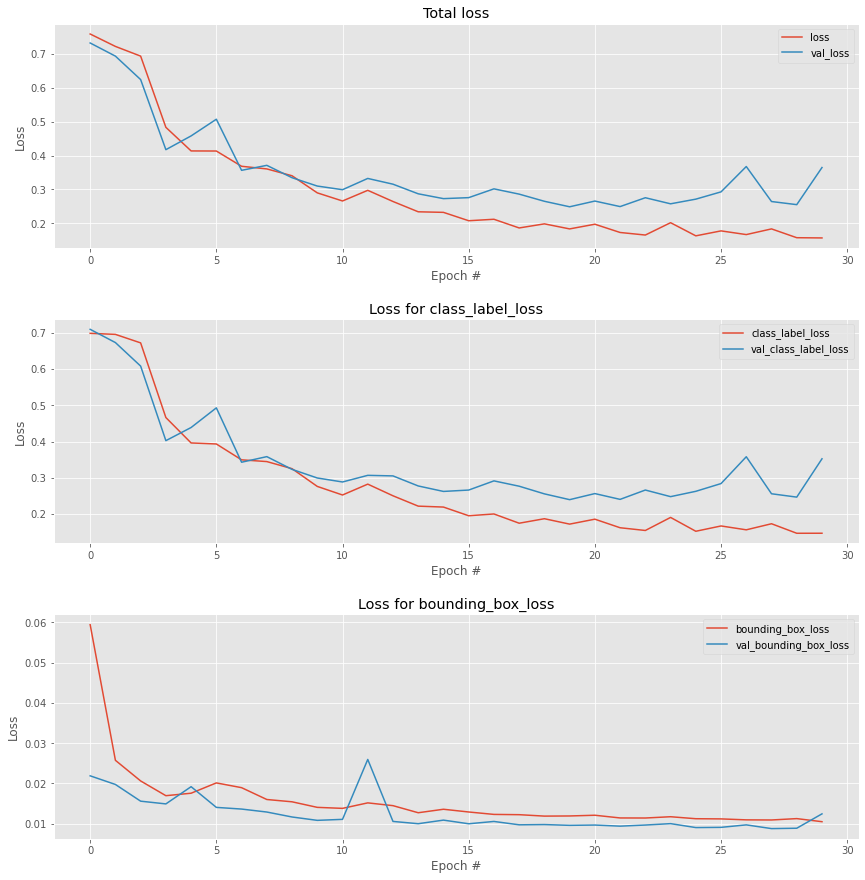 Total loss
loss
val_loss
0.7
0.6
0.5
0.4
0.3
0.2
Loss
0 5 10 15 20 25 30
Epoch #
Loss for class_label_loss
class_label_loss
val_class_label_loss
0.7
0.6
0.5
0.4
0.3
0.2
Loss
0 5 10 15 20 25 30
Epoch #
Loss for bounding_box_loss
bounding_box_loss
val_bounding_box_loss
0.06
0.05
0.04
0.03
0.02
0.01
Loss
0 5 10 15 20 25 30
Epoch #